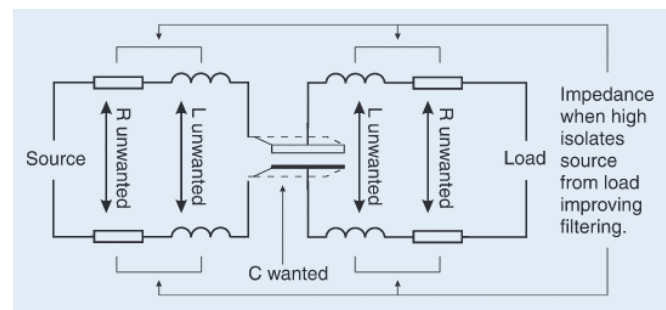 Source
R unwanted
L unwanted
C wanted
L unwanted
R unwanted
Load
Impedance
when high
isolates
source
from load
improving
filtering.